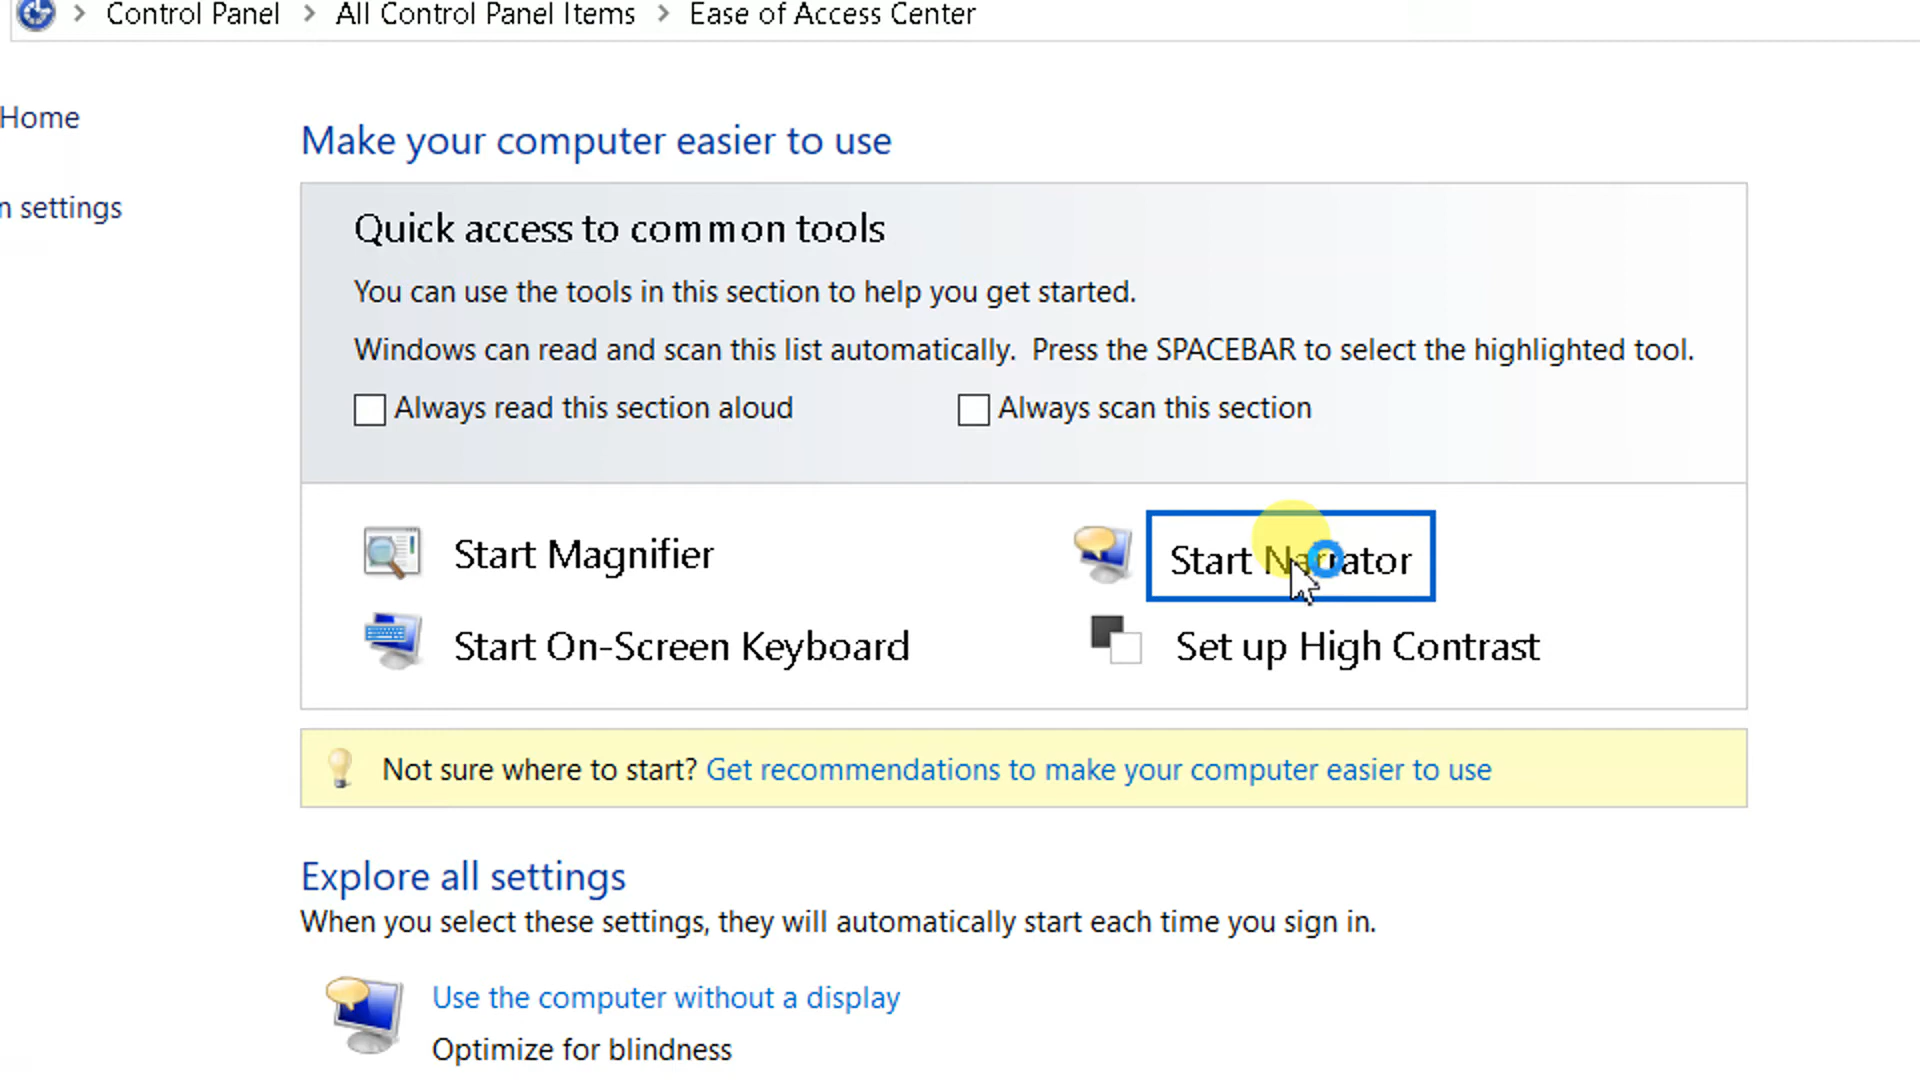 Control Panel > All Control Panel Items > Ease of Access Center
Home
n settings
Make your computer easier to use
Quick access to common tools
You can use the tools in this section to help you get started.
Windows can read and scan this list automatically. Press the SPACEBAR to select the highlighted tool.
Always read this section aloud
Always scan this section
Start Magnifier
Start Narrator
Start On-Screen Keyboard
Set up High Contrast
Not sure where to start? Get recommendations to make your computer easier to use
Explore all settings
When you select these settings, they will automatically start each time you sign in.
Use the computer without a display
Optimize for blindness